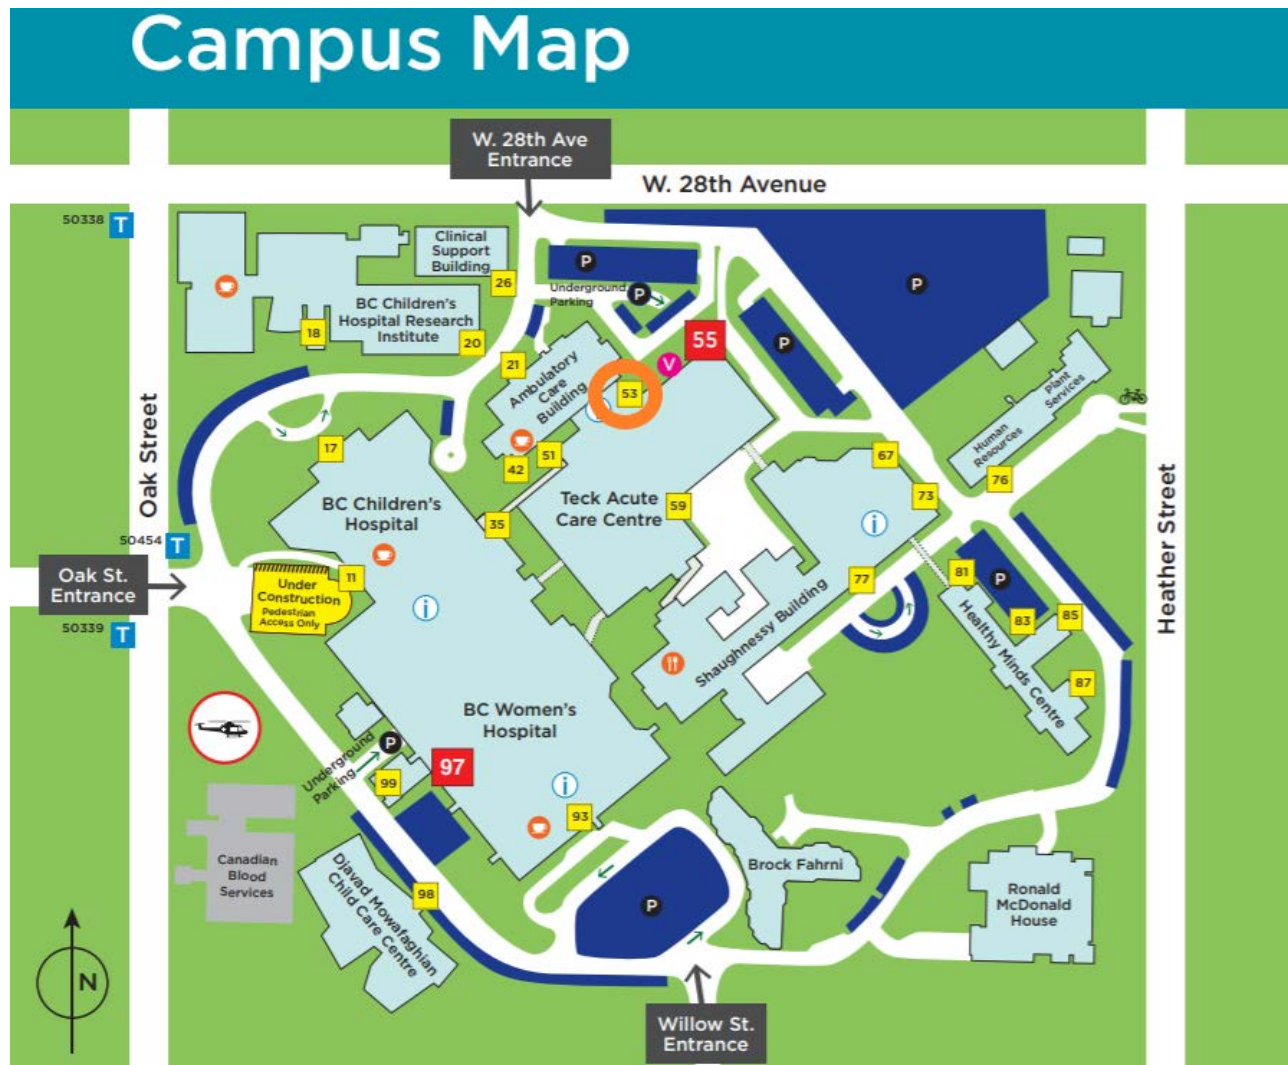 Campus Map
W. 28th Ave
Entrance
W. 28th Avenue
50338
T
Clinical
Support
Building
26
P
Underground
Parking
P
P
55
BC Children's
Hospital Research
Institute
18
20
21
V
P
Ambulatory
Care
Building
53
Plant
Services
Human
Resources
Oak Street
17
42
51
67
76
BC Children's
Hospital
35
Teck Acute
Care Centre
59
73
i
i
50454
T
Oak St.
Entrance
50339
T
Under
Construction
Pedestrian
Access Only
11
i
77
81
P
83
85
Heather Street
Shaughnessy Building
Healthy Minds Centre
87
BC Women's
Hospital
Underground
Parking
P
97
99
i
93
Canadian
Blood
Services
Djavad Mowafaghian
Child Care Centre
98
P
Brock Fahrni
Ronald
McDonald
House
N
Willow St.
Entrance